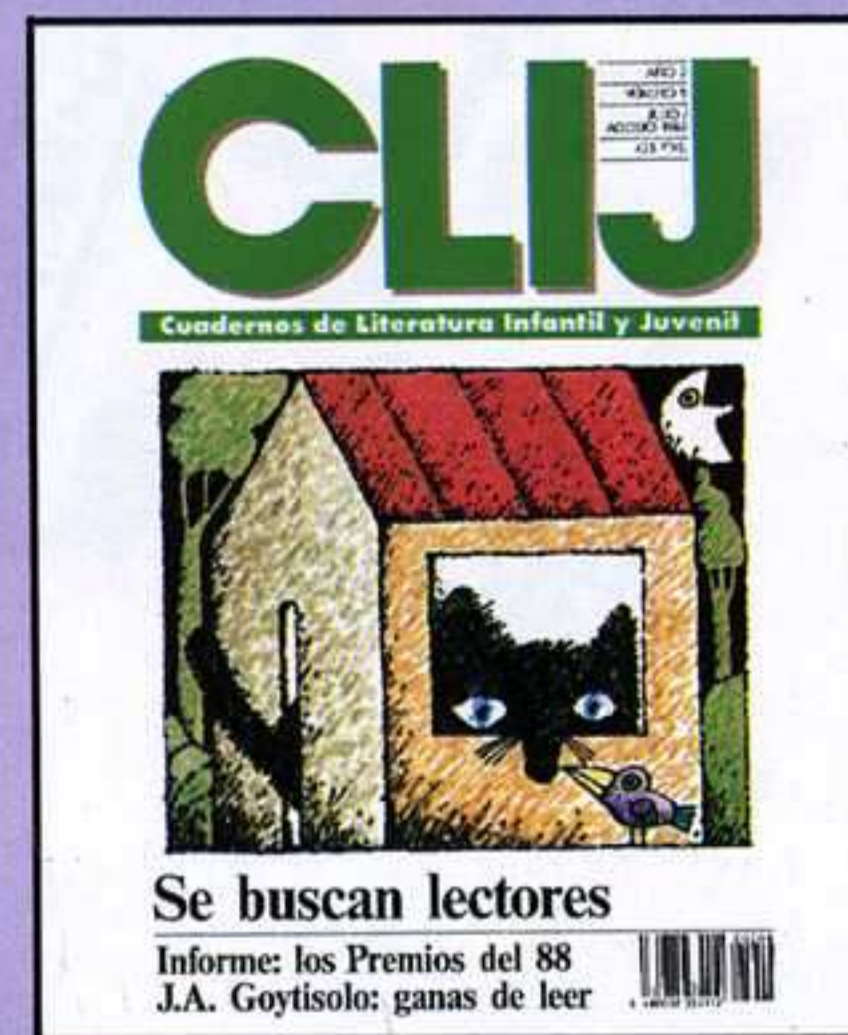 CLIJ
Cuadernos de Literatura Infantil y Juvenil
Se buscan lectores
Informe: los Premios del 88
J.A. Goytisolo: ganas de leer